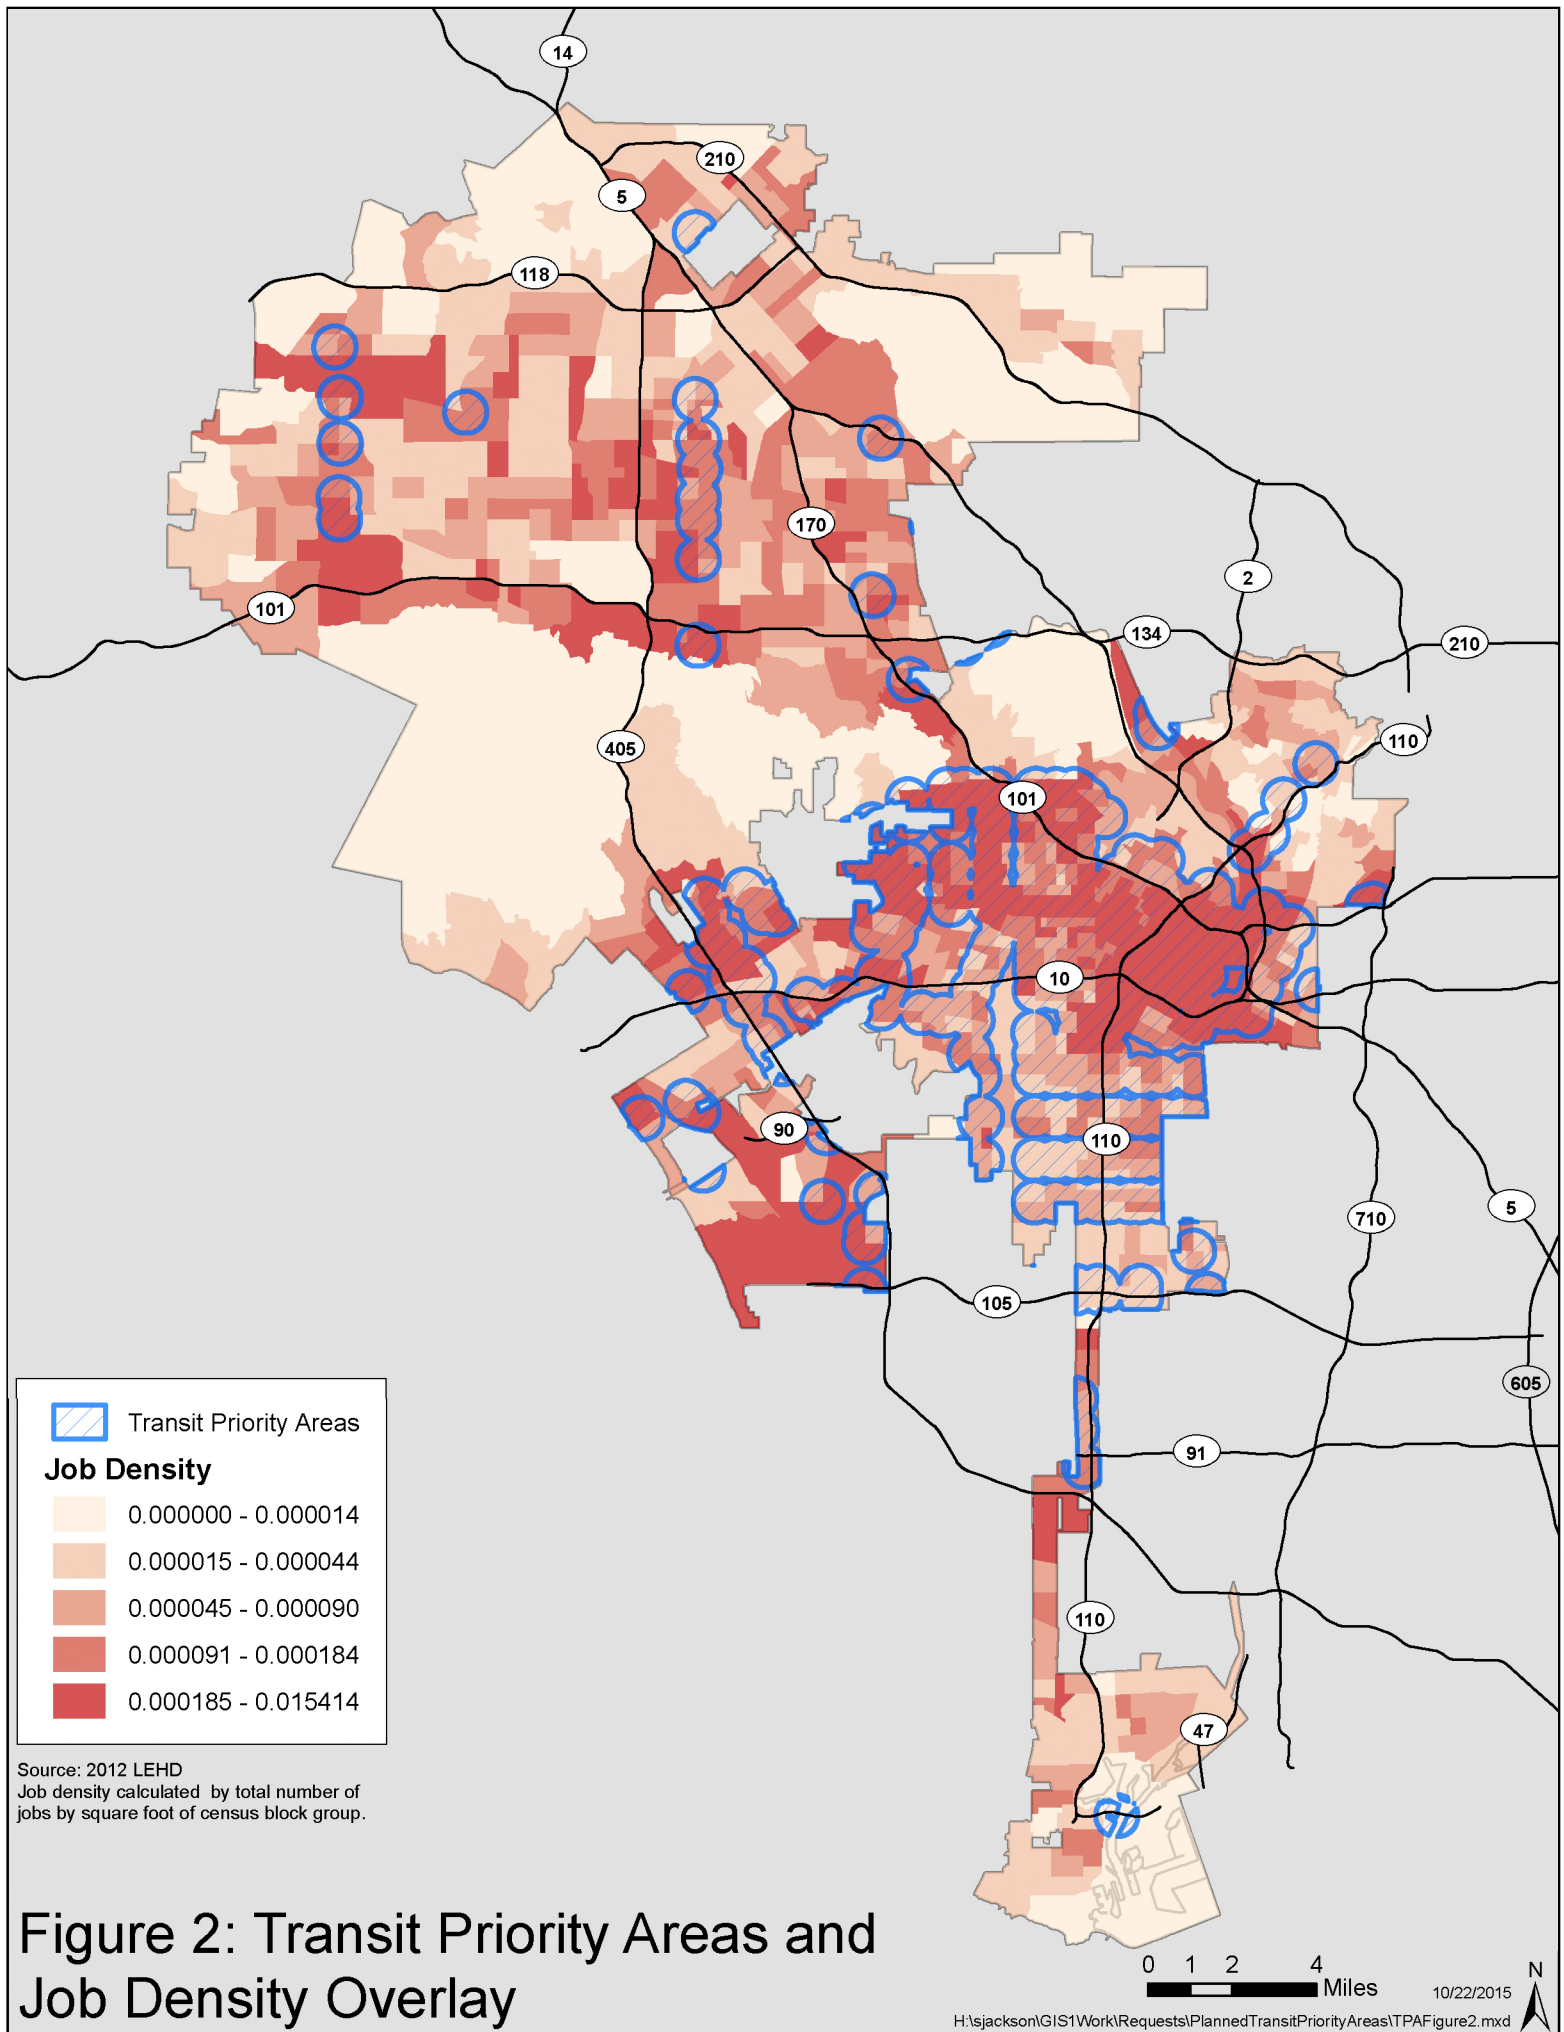 14
210
5
118
170
2
101
134
210
405
110
101
10
90
110
5
710
105
605
91
110
47
Transit Priority Areas
Job Density
0.000000 - 0.000014
0.000015 - 0.000044
0.000045 - 0.000090
0.000091 - 0.000184
0.000185 - 0.015414
Source: 2012 LEHD
Job density calculated by total number of
jobs by square foot of census block group.
Figure 2: Transit Priority Areas and
Job Density Overlay
0 1 2 4
Miles
N
10/22/2015
H:\sjackson\GIS1Work\Requests\PlannedTransitPriorityAreas\TPAFigure2.mxd